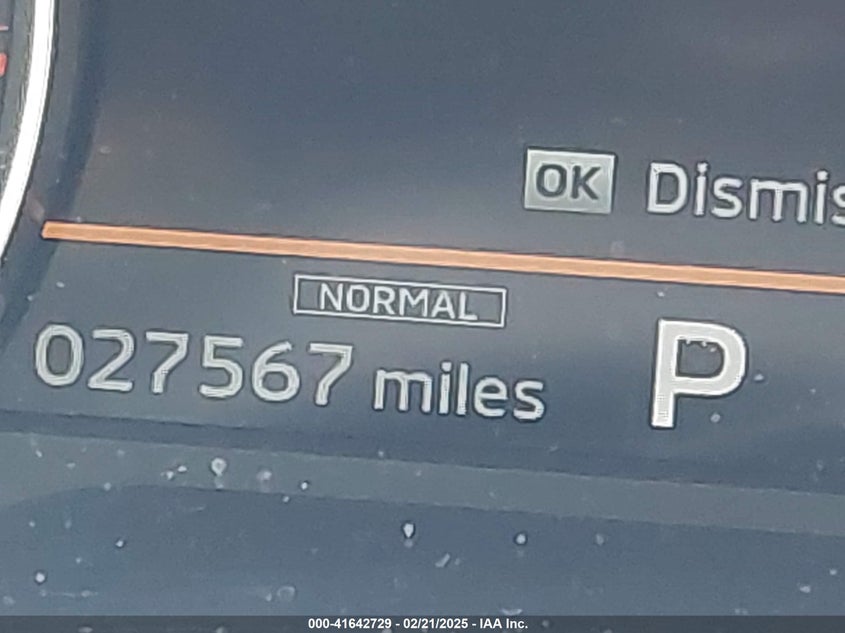 OK Dismis
NORMAL
027567 miles P
000-41642729 - 02/21/2025 - IAA Inc.